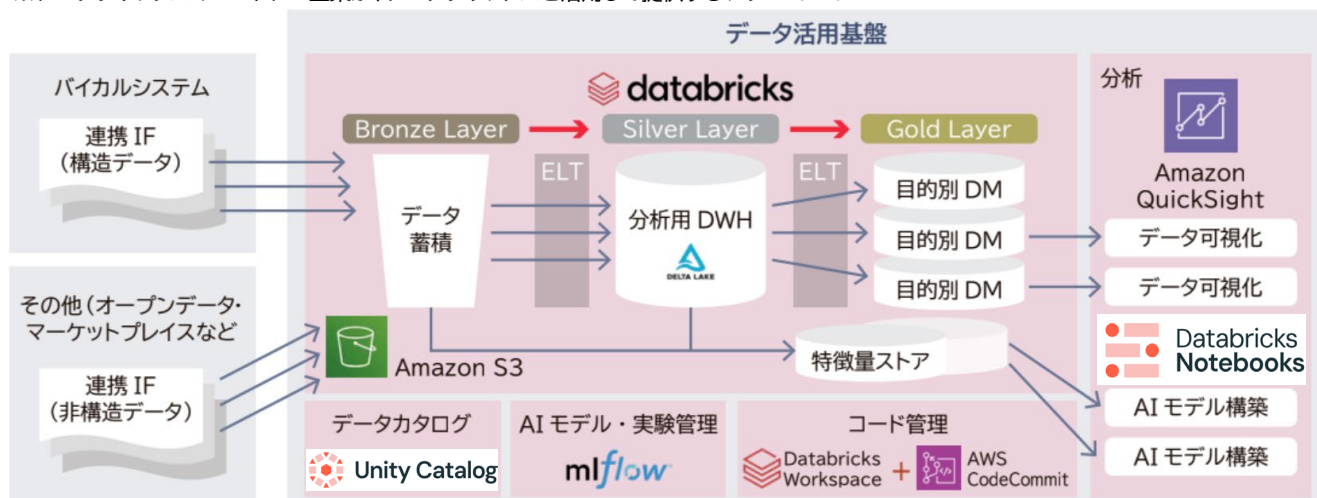 データ活用基盤
バイカルシステム
連携 IF
（構造データ）
その他（オープンデータ・
マーケットプレイスなど
連携 IF
（非構造データ）
databricks
Bronze Layer
Silver Layer
Gold Layer
データ
蓄積
ELT
分析用 DWH
DELTA LAKE
ELT
目的別 DM
目的別 DM
目的別 DM
Amazon S3
特徴量ストア
データカタログ
Unity Catalog
AI モデル・実験管理
mlflow
コード管理
Databricks
Workspace
+
AWS
CodeCommit
分析
Amazon
QuickSight
データ可視化
データ可視化
Databricks
Notebooks
AI モデル構築
AI モデル構築